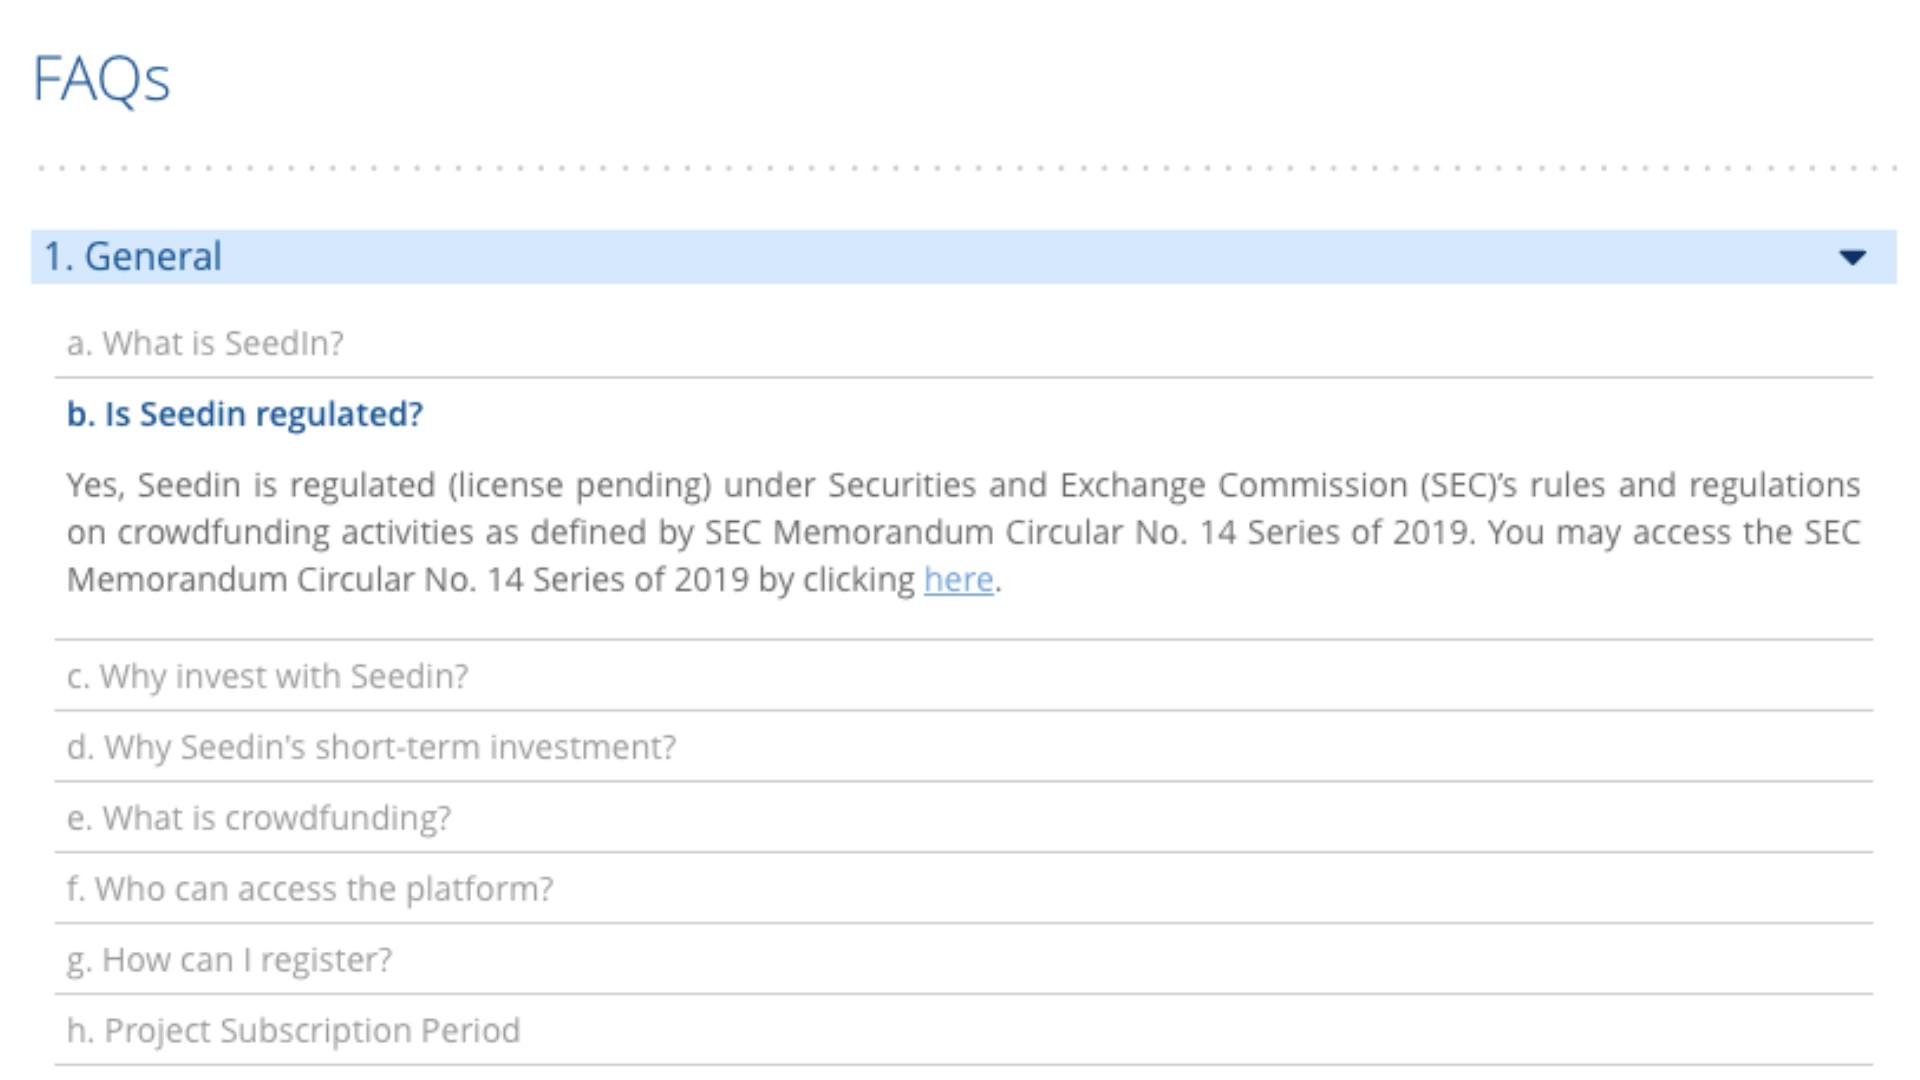 FAQs
1. General
a. What is SeedIn?
b. Is Seedin regulated?
Yes, Seedin is regulated (license pending) under Securities and Exchange Commission (SEC)’s rules and regulations
on crowdfunding activities as defined by SEC Memorandum Circular No. 14 Series of 2019. You may access the SEC
Memorandum Circular No. 14 Series of 2019 by clicking here.
c. Why invest with Seedin?
d. Why Seedin's short-term investment?
e. What is crowdfunding?
f. Who can access the platform?
g. How can I register?
h. Project Subscription Period